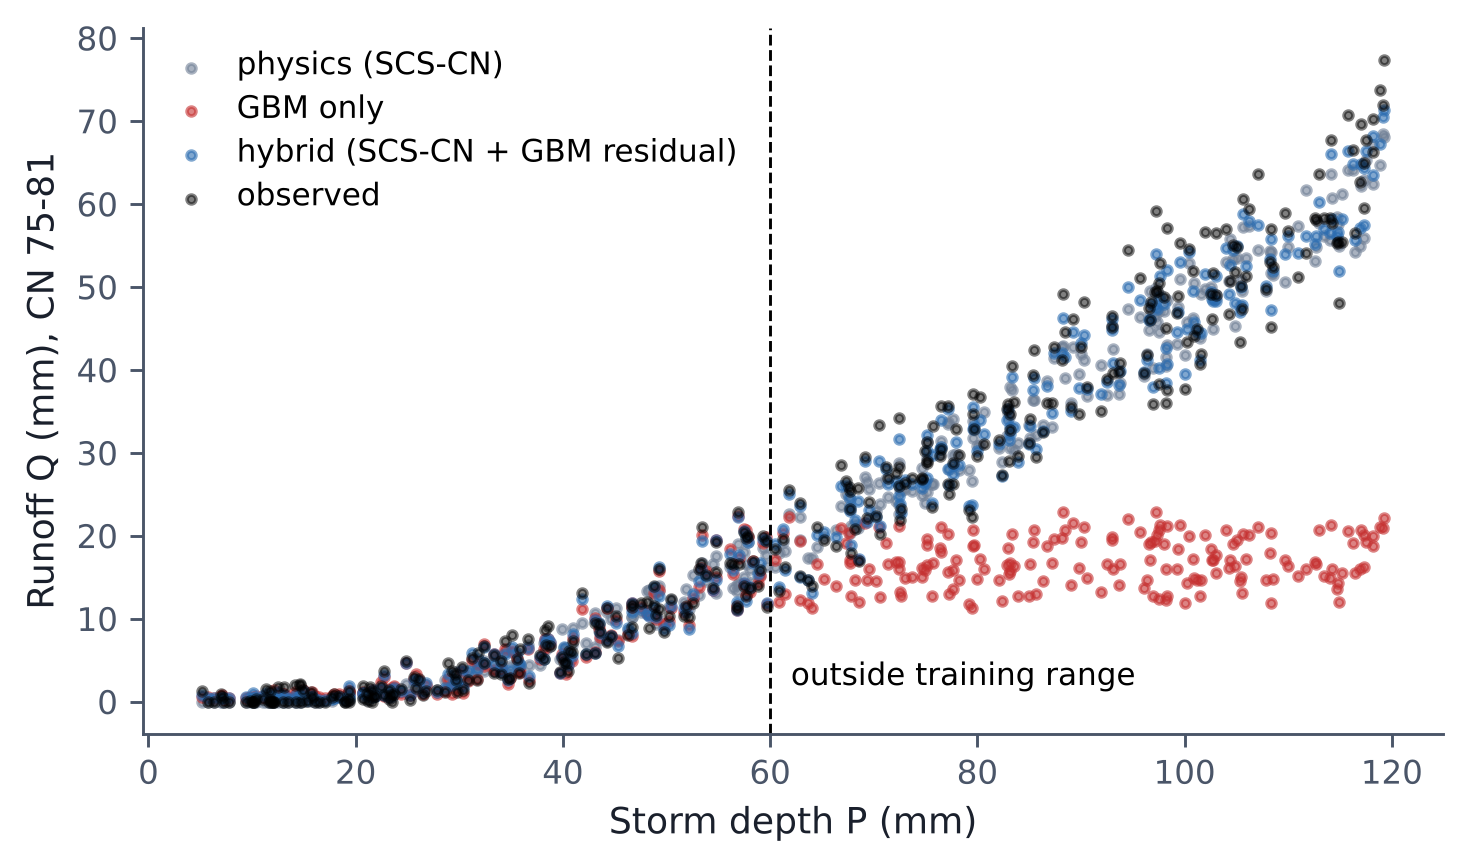 80
70
60
50
40
30
20
10
0
Runoff Q (mm), CN 75-81
physics (SCS-CN)
GBM only
hybrid (SCS-CN + GBM residual)
observed
outside training range
0 20 40 60 80 100 120
Storm depth P (mm)